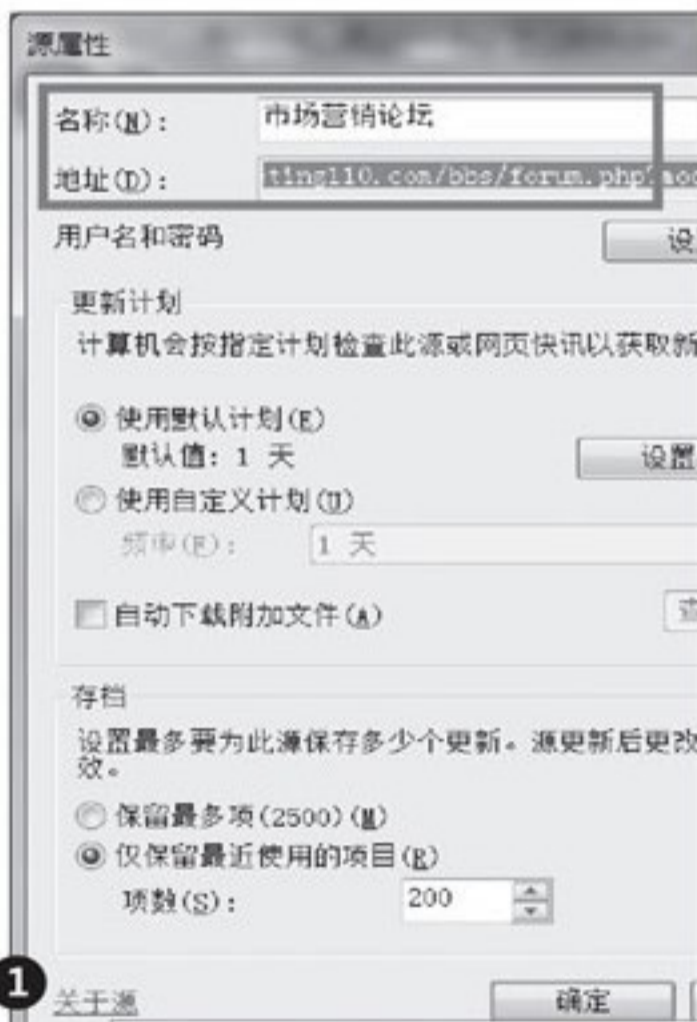 源属性
名称(N): 市场营销论坛
地址(D): ting110.com/bbs/forum.php?mod
用户名和密码 设
更新计划
计算机会按指定计划检查此源或网页快讯以获取新
使用默认计划(E)
默认值: 1 天 设置
使用自定义计划(U)
频率(F): 1 天
自动下载附加文件(A)
存档
设置最多要为此源保存多少个更新。源更新后更改
效。
保留最多项(2500)(M)
仅保留最近使用的项目(R)
项数(S): 200
1
关于源 确定